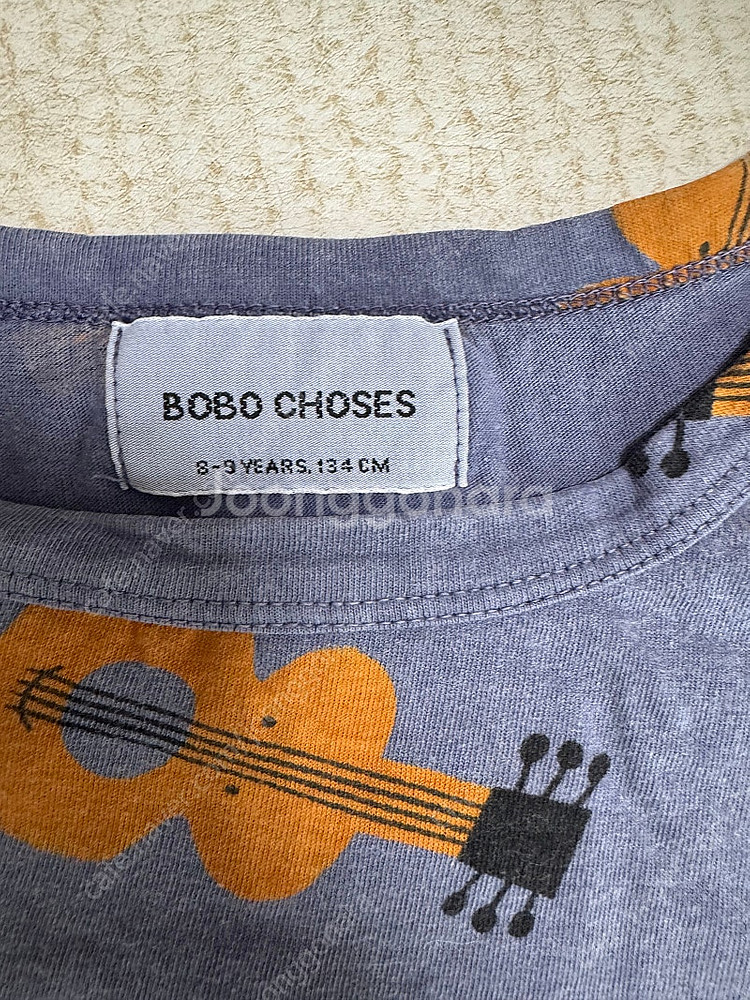 BOBO CHOSES
8-9 YEARS, 134 CM
Joonggonara